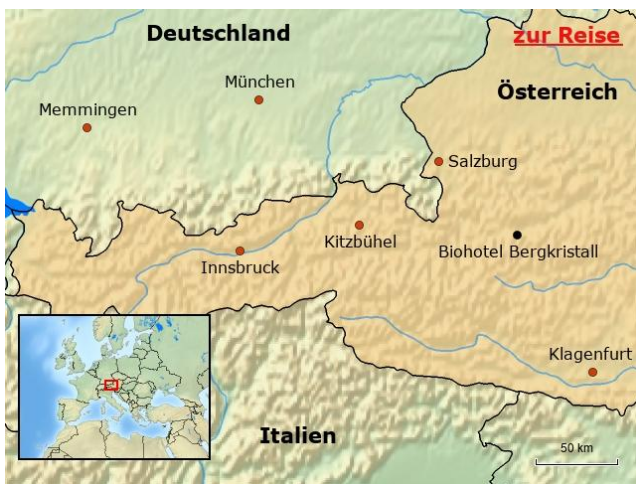 Deutschland
zur Reise
München
Österreich
Memmingen
Salzburg
Kitzbühel
Biohotel Bergkristall
Innsbruck
Klagenfurt
Italien
50 km